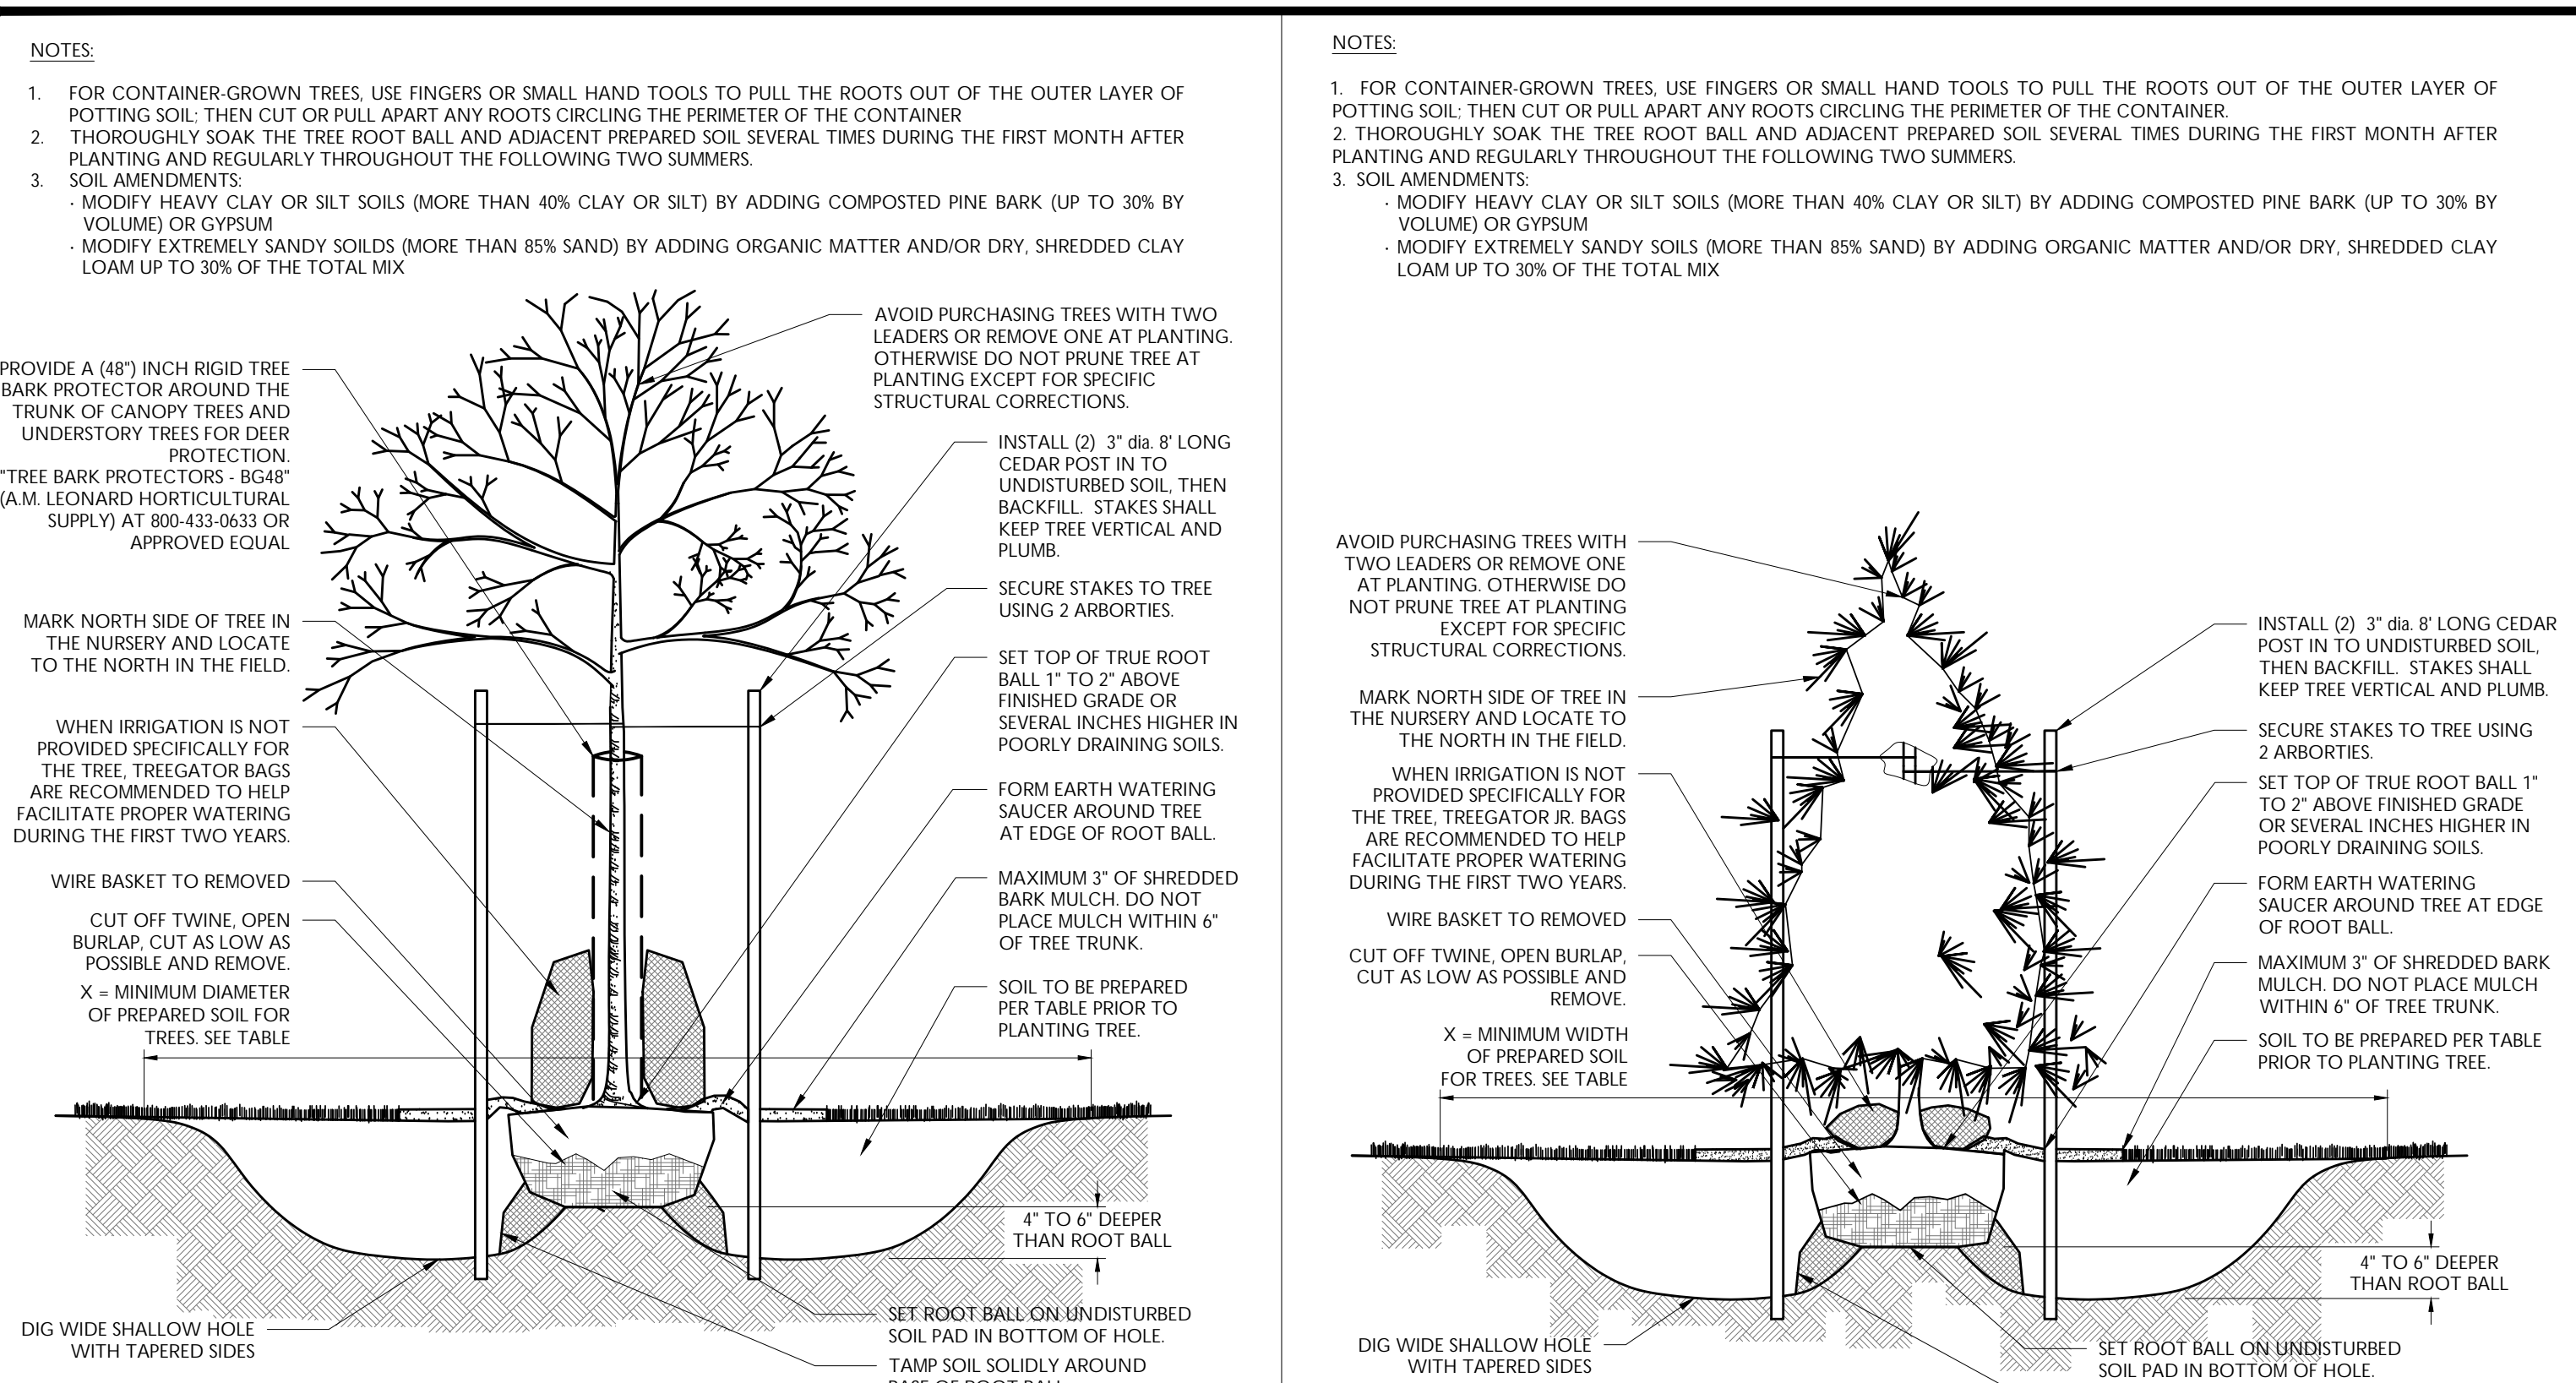 NOTES:
1. FOR CONTAINER-GROWN TREES, USE FINGERS OR SMALL HAND TOOLS TO PULL THE ROOTS OUT OF THE OUTER LAYER OF
POTTING SOIL; THEN CUT OR PULL APART ANY ROOTS CIRCLING THE PERIMETER OF THE CONTAINER
2. THOROUGHLY SOAK THE TREE ROOT BALL AND ADJACENT PREPARED SOIL SEVERAL TIMES DURING THE FIRST MONTH AFTER
PLANTING AND REGULARLY THROUGHOUT THE FOLLOWING TWO SUMMERS.
3. SOIL AMENDMENTS:
· MODIFY HEAVY CLAY OR SILT SOILS (MORE THAN 40% CLAY OR SILT) BY ADDING COMPOSTED PINE BARK (UP TO 30% BY
VOLUME) OR GYPSUM
· MODIFY EXTREMELY SANDY SOILDS (MORE THAN 85% SAND) BY ADDING ORGANIC MATTER AND/OR DRY, SHREDDED CLAY
LOAM UP TO 30% OF THE TOTAL MIX
PROVIDE A (48") INCH RIGID TREE
BARK PROTECTOR AROUND THE
TRUNK OF CANOPY TREES AND
UNDERSTORY TREES FOR DEER
PROTECTION.
"TREE BARK PROTECTORS - BG48"
(A.M. LEONARD HORTICULTURAL
SUPPLY) AT 800-433-0633 OR
APPROVED EQUAL
MARK NORTH SIDE OF TREE IN
THE NURSERY AND LOCATE
TO THE NORTH IN THE FIELD.
WHEN IRRIGATION IS NOT
PROVIDED SPECIFICALLY FOR
THE TREE, TREEGATOR BAGS
ARE RECOMMENDED TO HELP
FACILITATE PROPER WATERING
DURING THE FIRST TWO YEARS.
WIRE BASKET TO REMOVED
CUT OFF TWINE, OPEN
BURLAP, CUT AS LOW AS
POSSIBLE AND REMOVE.
X = MINIMUM DIAMETER
OF PREPARED SOIL FOR
TREES. SEE TABLE
DIG WIDE SHALLOW HOLE
WITH TAPERED SIDES
AVOID PURCHASING TREES WITH TWO
LEADERS OR REMOVE ONE AT PLANTING.
OTHERWISE DO NOT PRUNE TREE AT
PLANTING EXCEPT FOR SPECIFIC
STRUCTURAL CORRECTIONS.
INSTALL (2) 3" dia. 8' LONG
CEDAR POST IN TO
UNDISTURBED SOIL, THEN
BACKFILL. STAKES SHALL
KEEP TREE VERTICAL AND
PLUMB.
SECURE STAKES TO TREE
USING 2 ARBORTIES.
SET TOP OF TRUE ROOT
BALL 1" TO 2" ABOVE
FINISHED GRADE OR
SEVERAL INCHES HIGHER IN
POORLY DRAINING SOILS.
FORM EARTH WATERING
SAUCER AROUND TREE
AT EDGE OF ROOT BALL.
MAXIMUM 3" OF SHREDDED
BARK MULCH. DO NOT
PLACE MULCH WITHIN 6"
OF TREE TRUNK.
SOIL TO BE PREPARED
PER TABLE PRIOR TO
PLANTING TREE.
4" TO 6" DEEPER
THAN ROOT BALL
SET ROOT BALL ON UNDISTURBED
SOIL PAD IN BOTTOM OF HOLE.
TAMP SOIL SOLIDLY AROUND
BASE OF ROOT BALL
NOTES:
1. FOR CONTAINER-GROWN TREES, USE FINGERS OR SMALL HAND TOOLS TO PULL THE ROOTS OUT OF THE OUTER LAYER OF
POTTING SOIL; THEN CUT OR PULL APART ANY ROOTS CIRCLING THE PERIMETER OF THE CONTAINER.
2. THOROUGHLY SOAK THE TREE ROOT BALL AND ADJACENT PREPARED SOIL SEVERAL TIMES DURING THE FIRST MONTH AFTER
PLANTING AND REGULARLY THROUGHOUT THE FOLLOWING TWO SUMMERS.
3. SOIL AMENDMENTS:
· MODIFY HEAVY CLAY OR SILT SOILS (MORE THAN 40% CLAY OR SILT) BY ADDING COMPOSTED PINE BARK (UP TO 30% BY
VOLUME) OR GYPSUM
· MODIFY EXTREMELY SANDY SOILS (MORE THAN 85% SAND) BY ADDING ORGANIC MATTER AND/OR DRY, SHREDDED CLAY
LOAM UP TO 30% OF THE TOTAL MIX
AVOID PURCHASING TREES WITH
TWO LEADERS OR REMOVE ONE
AT PLANTING. OTHERWISE DO
NOT PRUNE TREE AT PLANTING
EXCEPT FOR SPECIFIC
STRUCTURAL CORRECTIONS.
MARK NORTH SIDE OF TREE IN
THE NURSERY AND LOCATE TO
THE NORTH IN THE FIELD.
WHEN IRRIGATION IS NOT
PROVIDED SPECIFICALLY FOR
THE TREE, TREEGATOR JR. BAGS
ARE RECOMMENDED TO HELP
FACILITATE PROPER WATERING
DURING THE FIRST TWO YEARS.
WIRE BASKET TO REMOVED
CUT OFF TWINE, OPEN BURLAP,
CUT AS LOW AS POSSIBLE AND
REMOVE.
X = MINIMUM WIDTH
OF PREPARED SOIL
FOR TREES. SEE TABLE
DIG WIDE SHALLOW HOLE
WITH TAPERED SIDES
INSTALL (2) 3" dia. 8' LONG CEDAR
POST IN TO UNDISTURBED SOIL,
THEN BACKFILL. STAKES SHALL
KEEP TREE VERTICAL AND PLUMB.
SECURE STAKES TO TREE USING
2 ARBORTIES.
SET TOP OF TRUE ROOT BALL 1"
TO 2" ABOVE FINISHED GRADE
OR SEVERAL INCHES HIGHER IN
POORLY DRAINING SOILS.
FORM EARTH WATERING
SAUCER AROUND TREE AT EDGE
OF ROOT BALL.
MAXIMUM 3" OF SHREDDED BARK
MULCH. DO NOT PLACE MULCH
WITHIN 6" OF TREE TRUNK.
SOIL TO BE PREPARED PER TABLE
PRIOR TO PLANTING TREE.
4" TO 6" DEEPER
THAN ROOT BALL
SET ROOT BALL ON UNDISTURBED
SOIL PAD IN BOTTOM OF HOLE.